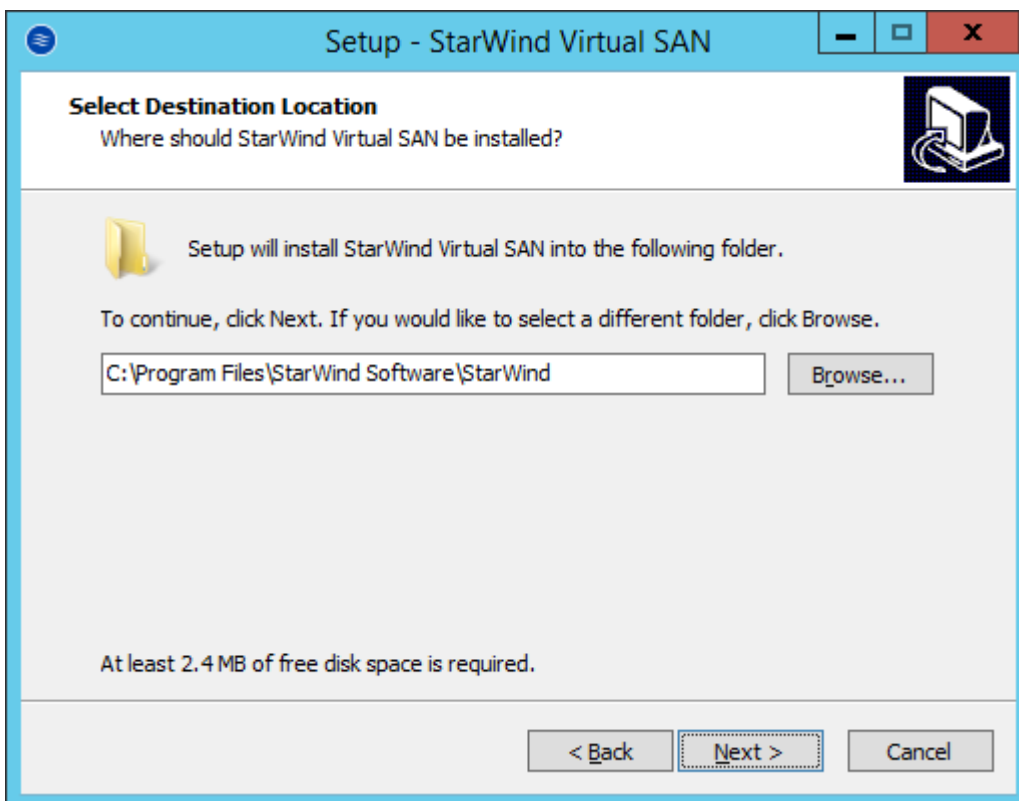 Setup - StarWind Virtual SAN
Select Destination Location
Where should StarWind Virtual SAN be installed?
Setup will install StarWind Virtual SAN into the following folder.
To continue, click Next. If you would like to select a different folder, click Browse.
C:\Program Files\StarWind Software\StarWind
Browse...
At least 2.4 MB of free disk space is required.
< Back
Next >
Cancel